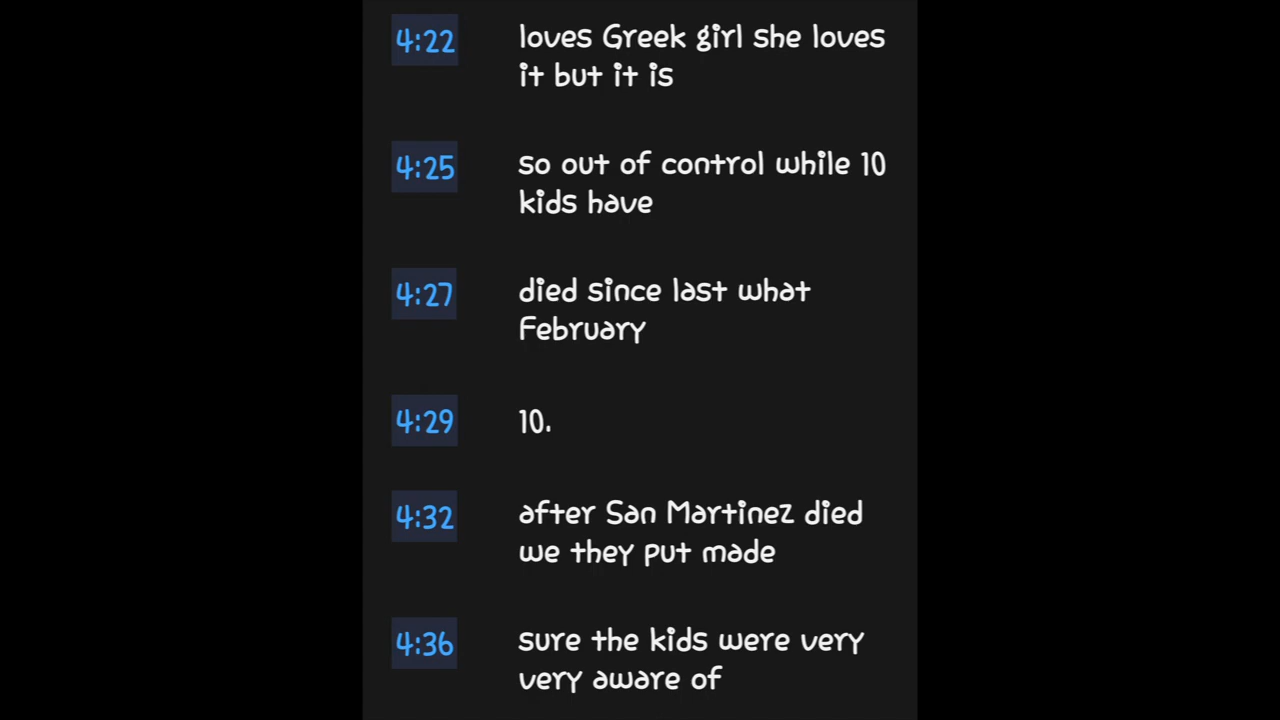 4:22
loves Greek girl she loves
it but it is
4:25
so out of control while 10
kids have
4:27
died since last what
February
4:29
10.
4:32
after San Martinez died
we they put made
4:36
sure the kids were very
very aware of